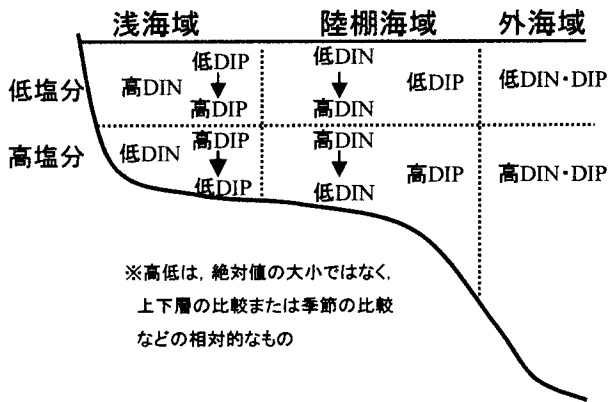 浅海域 陸棚海域 外海域
低塩分 高DIN 低DIP 低DIN 低DIP 低DIN・DIP
高DIP 高DIN
高塩分 低DIN 高DIP 高DIN 高DIP 高DIN・DIP
低DIP 低DIN
※高低は，絶対値の大小ではなく，
上下層の比較または季節の比較
などの相対的なもの